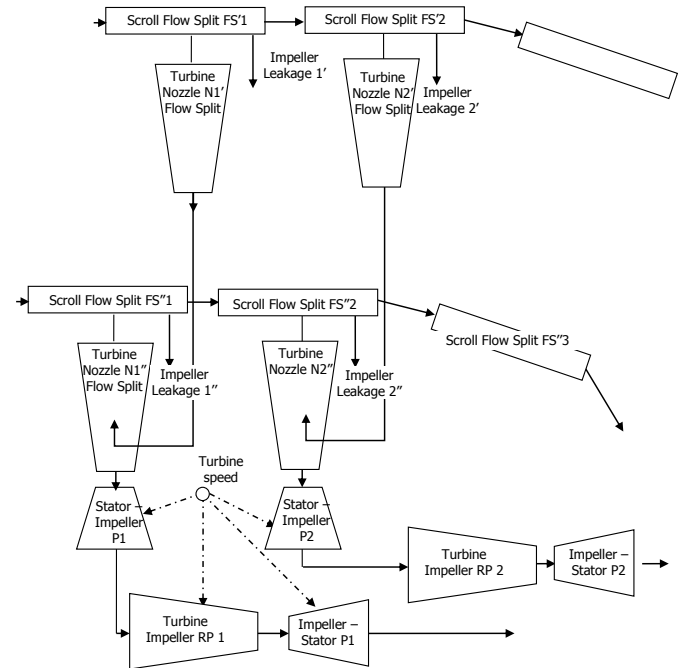 Scroll Flow Split FS'1
Scroll Flow Split FS'2
Impeller
Leakage 1'
Turbine
Nozzle N1'
Flow Split
Turbine
Nozzle N2'
Flow Split
Impeller
Leakage 2'
Scroll Flow Split FS"1
Scroll Flow Split FS"2
Scroll Flow Split FS"3
Turbine
Nozzle N1"
Flow Split
Impeller
Leakage 1"
Turbine
Nozzle N2"
Impeller
Leakage 2"
Turbine
speed
Stator –
Impeller
P1
Stator –
Impeller
P2
Turbine
Impeller RP 2
Impeller –
Stator P2
Turbine
Impeller RP 1
Impeller –
Stator P1